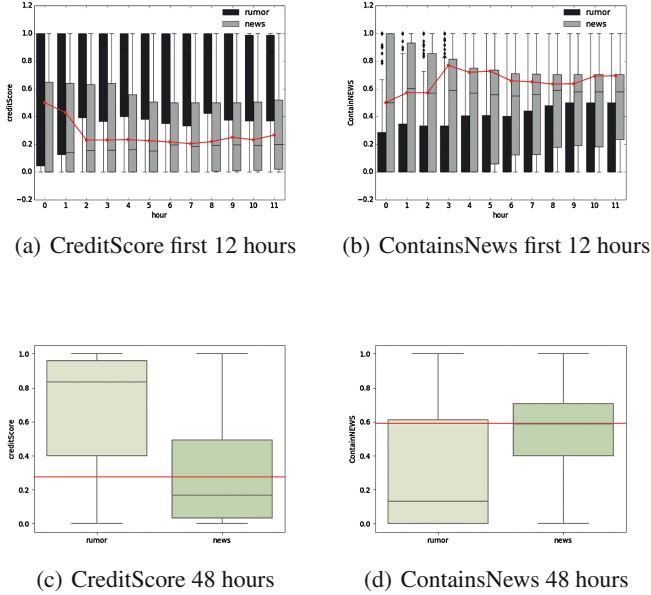 1.2
1.0
0.8
0.6
0.4
0.2
0.0
−0.2
creditScore
rumor
news
0 1 2 3 4 5 6 7 8 9 10 11
hour
(a) CreditScore first 12 hours
1.2
1.0
0.8
0.6
0.4
0.2
0.0
−0.2
ContainNEWS
rumor
news
0 1 2 3 4 5 6 7 8 9 10 11
hour
(b) ContainsNews first 12 hours
1.0
0.8
0.6
0.4
0.2
0.0
creditScore
rumor news
(c) CreditScore 48 hours
1.0
0.8
0.6
0.4
0.2
0.0
ContainNEWS
rumor news
(d) ContainsNews 48 hours